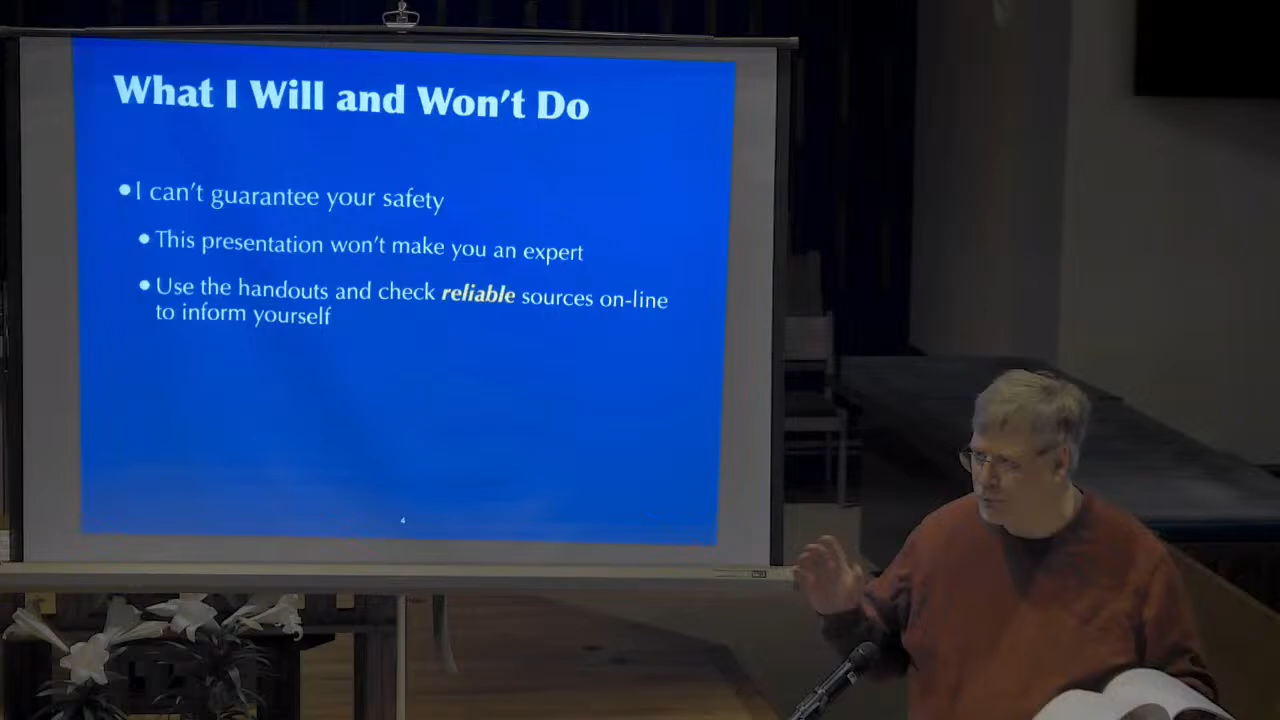 What I Will and Won't Do
•I can't guarantee your safety
• This presentation won't make you an expert
• Use the handouts and check reliable sources on-line
to inform yourself
4